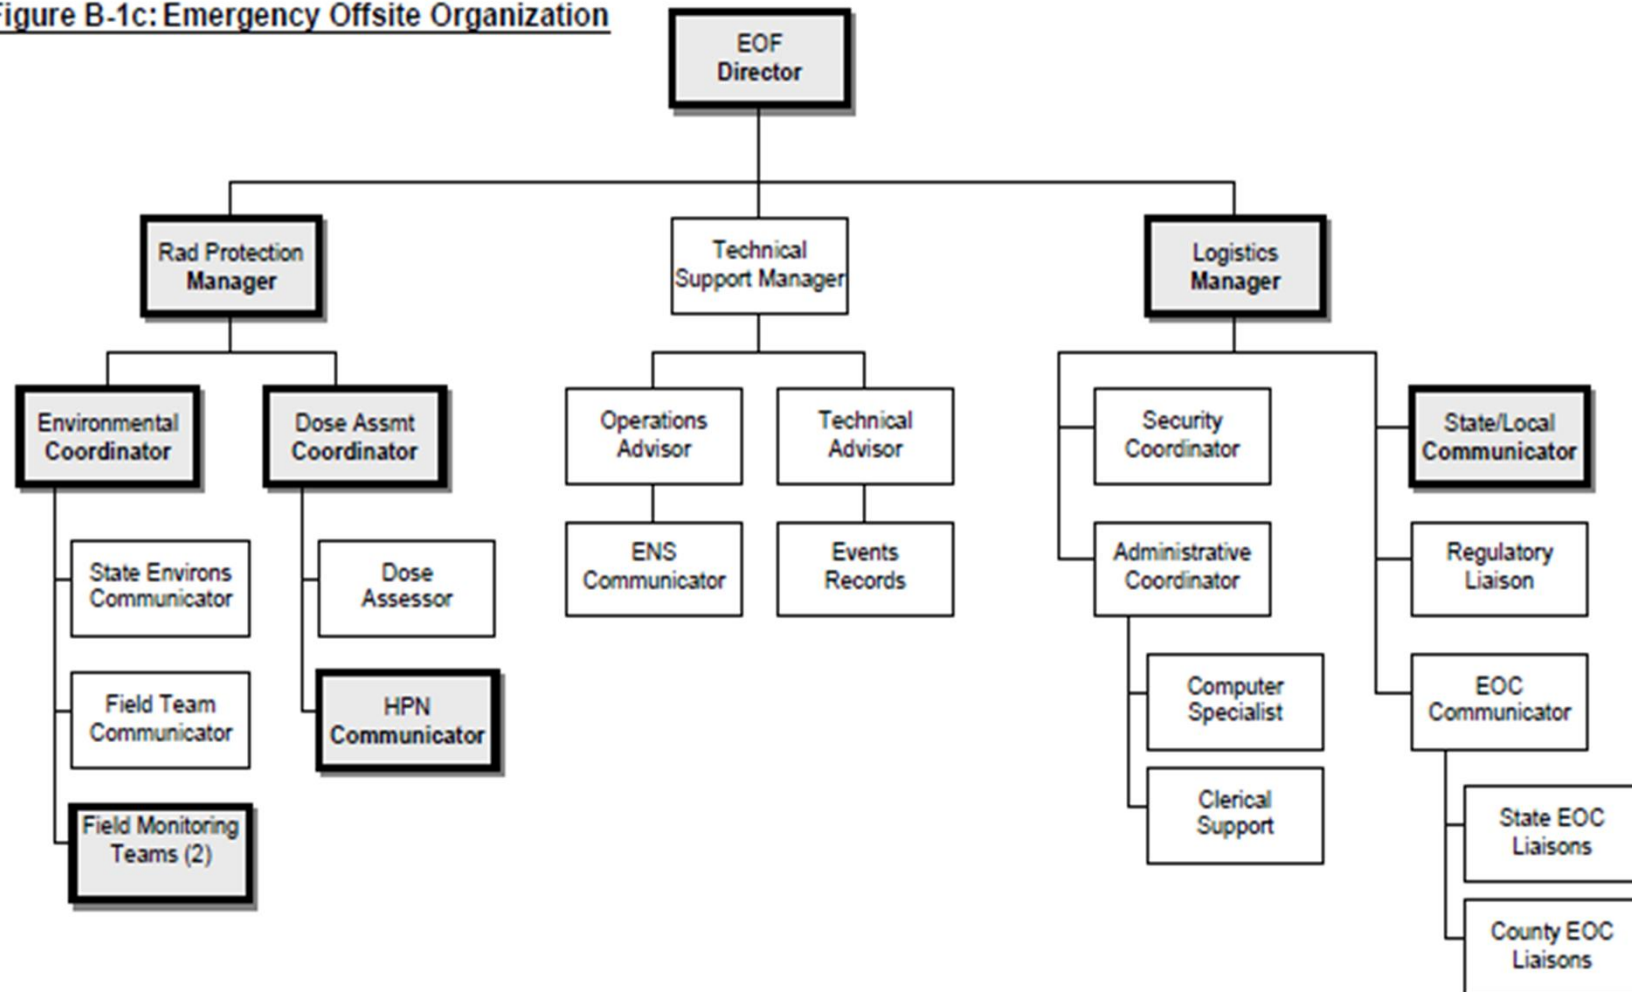 Figure B-1c: Emergency Offsite Organization
EOF
Director
Rad Protection
Manager
Technical
Support Manager
Logistics
Manager
Environmental
Coordinator
Dose Assmt
Coordinator
Operations
Advisor
Technical
Advisor
Security
Coordinator
State/Local
Communicator
State Environs
Communicator
Dose
Assessor
ENS
Communicator
Events
Records
Administrative
Coordinator
Regulatory
Liaison
Field Team
Communicator
HPN
Communicator
Computer
Specialist
EOC
Communicator
Field Monitoring
Teams (2)
Clerical
Support
State EOC
Liaisons
County EOC
Liaisons